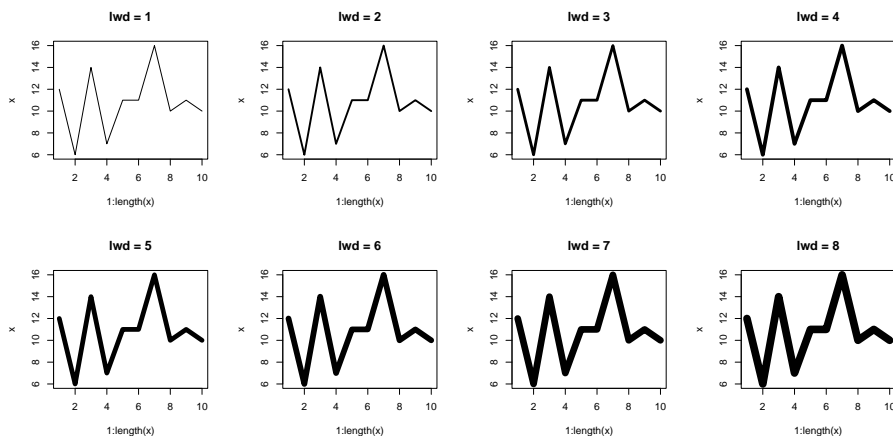 lwd = 1
lwd = 2
lwd = 3
lwd = 4
x
6 8 10 12 14 16
2 4 6 8 10
1:length(x)
x
6 8 10 12 14 16
2 4 6 8 10
1:length(x)
x
6 8 10 12 14 16
2 4 6 8 10
1:length(x)
x
6 8 10 12 14 16
2 4 6 8 10
1:length(x)
lwd = 5
lwd = 6
lwd = 7
lwd = 8
x
6 8 10 12 14 16
2 4 6 8 10
1:length(x)
x
6 8 10 12 14 16
2 4 6 8 10
1:length(x)
x
6 8 10 12 14 16
2 4 6 8 10
1:length(x)
x
6 8 10 12 14 16
2 4 6 8 10
1:length(x)